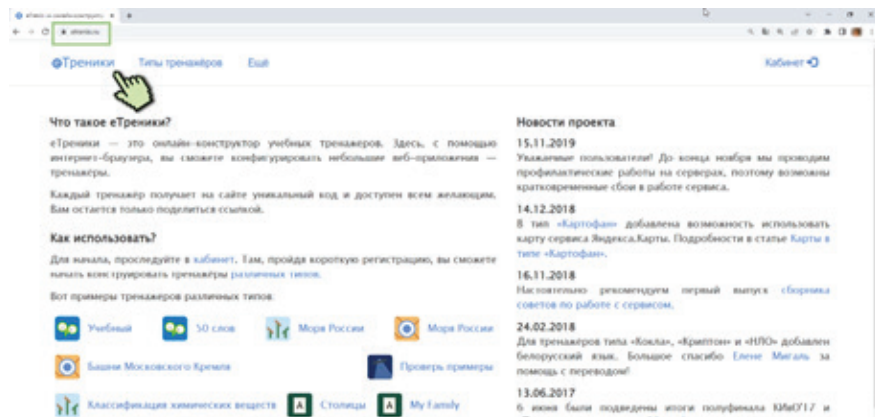 etreniki.ru
еТреники Типы тренажёров Ещё Кабинет
Что такое еТреники?
еТреники — это онлайн-конструктор учебных тренажеров. Здесь, с помощью
интернет-браузера, вы сможете конфигурировать небольшие веб-приложения —
тренажёры.
Каждый тренажёр получает на сайте уникальный код и доступен всем желающим.
Вам остается только поделиться ссылкой.
Как использовать?
Для начала, проследуйте в кабинет. Там, пройдя короткую регистрацию, вы сможете
начать конструировать тренажёры различных типов.
Вот примеры тренажеров различных типов
Учебный 50 слов Моря России Моря России
Башни Московского Кремля Проверь примеры
Классификация химических веществ Столицы My Family
Новости проекта
15.11.2019
Уважаемые пользователи! До конца ноября мы проводим
профилактические работы на серверах, поэтому возможны
кратковременные сбои в работе сервиса.
14.12.2018
В тип «Картофан» добавлена возможность использовать
карту сервиса Яндекс.Карты. Подробности в статье Карты в
типе «Картофан».
16.11.2018
Настоятельно рекомендуем первый выпуск сборника
советов по работе с сервисом.
24.02.2018
Для тренажеров типа «Кокла», «Криптон» и «НЛО» добавлен
белорусский язык. Большое спасибо Елене Мигаль за
помощь с переводом!
13.06.2017
6 июня были подведены итоги полуфинала КИиО'17 и